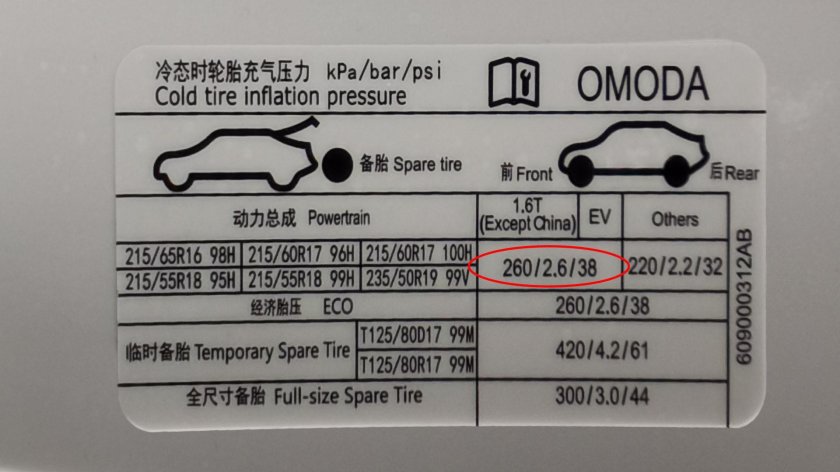 冷态时轮胎充气压力 kPa/bar/psi
Cold tire inflation pressure
OMODA
备胎 Spare tire
前 Front
后 Rear
动力总成 Powertrain
1.6T
(Except China)
EV
Others
215/65R16 98H 215/60R17 96H 215/60R17 100H
215/55R18 95H 215/55R18 99H 235/50R19 99V
260/2.6/38
220/2.2/32
经济胎压 ECO
260/2.6/38
临时备胎 Temporary Spare Tire
T125/80D17 99M
T125/80R17 99M
420/4.2/61
全尺寸备胎 Full-size Spare Tire
300/3.0/44
609000312AB